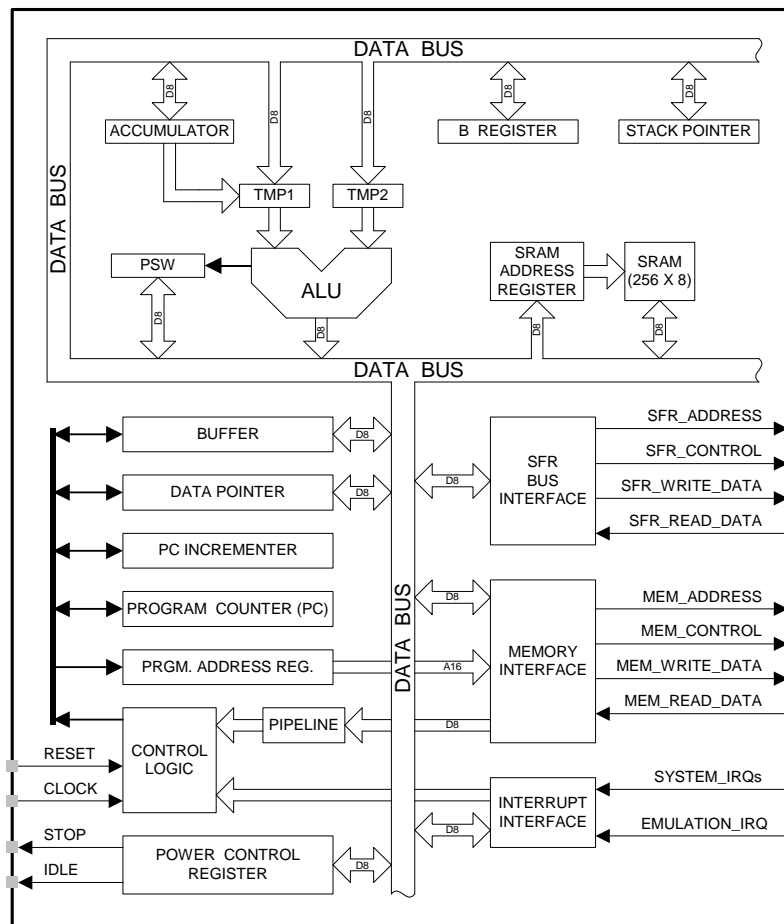 DATA BUS
D8
D8
D8
D8
D8
ACCUMULATOR
B REGISTER
STACK POINTER
DATA BUS
TMP1
TMP2
PSW
ALU
SRAM
ADDRESS
REGISTER
SRAM
(256 X 8)
D8
D8
D8
D8
DATA BUS
BUFFER
D8
DATA POINTER
D8
PC INCREMENTER
PROGRAM COUNTER (PC)
PRGM. ADDRESS REG.
A16
DATA BUS
D8
SFR
BUS
INTERFACE
SFR_ADDRESS
SFR_CONTROL
SFR_WRITE_DATA
SFR_READ_DATA
D8
MEMORY
INTERFACE
MEM_ADDRESS
MEM_CONTROL
MEM_WRITE_DATA
MEM_READ_DATA
PIPELINE
D8
CONTROL
LOGIC
RESET
CLOCK
INTERRUPT
INTERFACE
SYSTEM_IRQs
EMULATION_IRQ
D8
STOP
IDLE
POWER CONTROL
REGISTER
D8